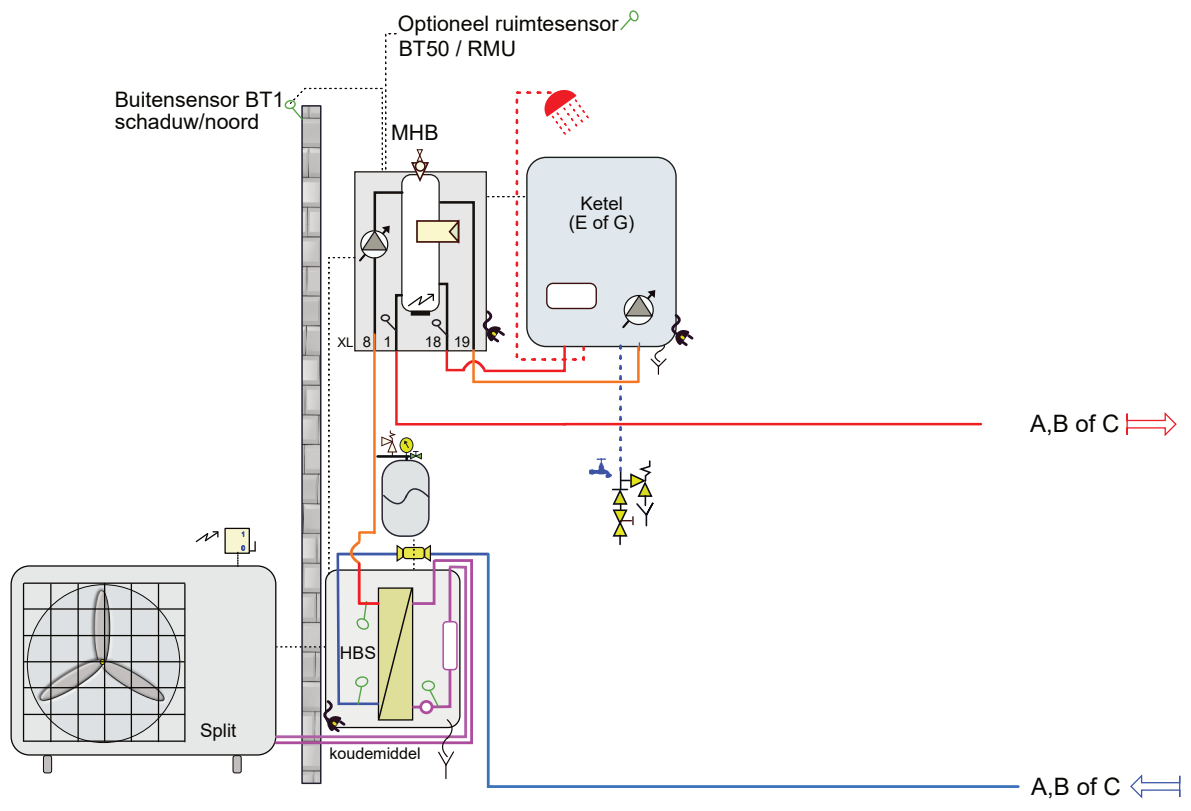 Optioneel ruimtesensor
BT50 / RMU
Buitensensor BT1
schaduw/noord
MHB
Ketel
(E of G)
XL 8 1 18 19
A,B of C
1
0
HBS
Split
koudemiddel
A,B of C